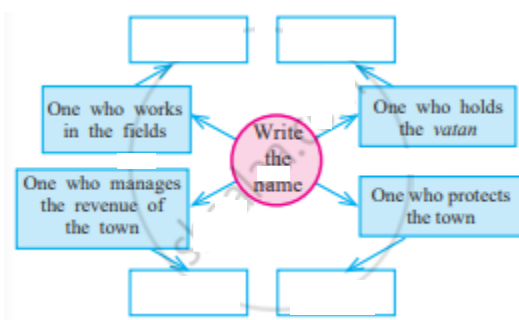 One who works
in the fields
One who holds
the vatan
Write
the
name
One who manages
the revenue of
the town
One who protects
the town